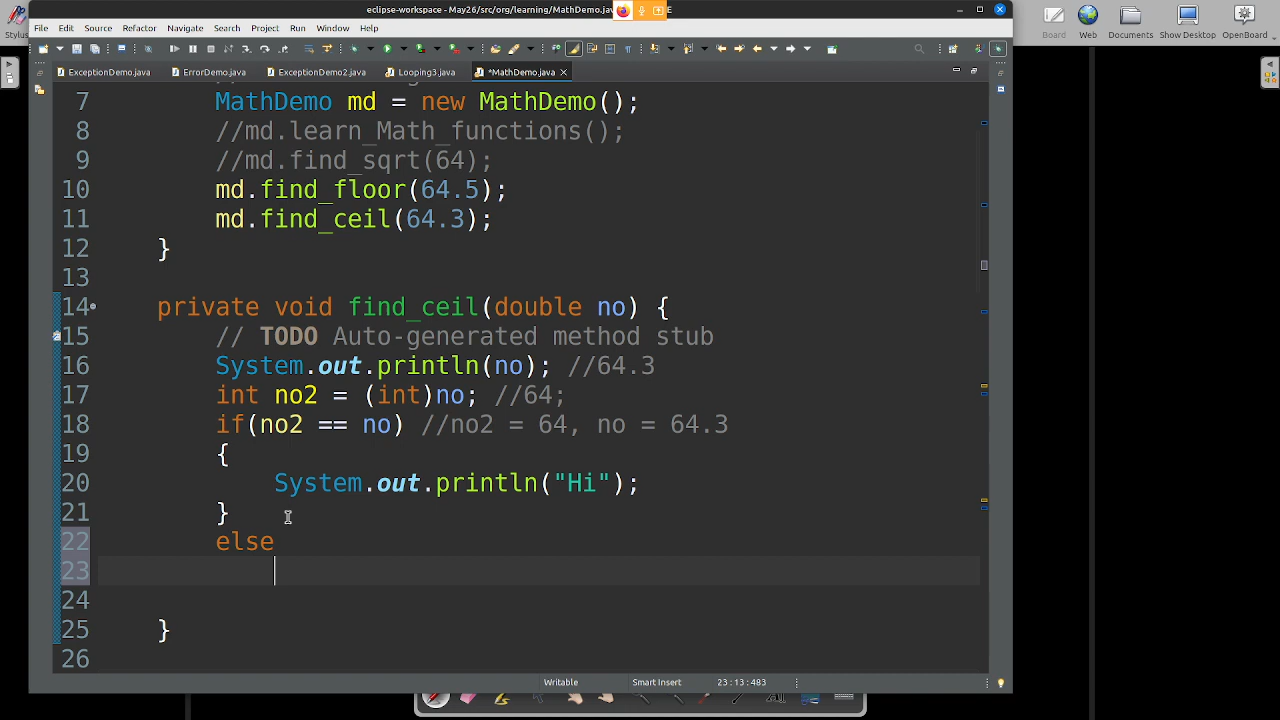 Stylus
eclipse-workspace - May26/src/org/learning/MathDemo.jav
E
File Edit Source Refactor Navigate Search Project Run Window Help
Board Web Documents Show Desktop OpenBoard
ExceptionDemo.java ErrorDemo.java ExceptionDemo2.java Looping3.java *MathDemo.java
7 MathDemo md = new MathDemo();
8 //md.learn_Math_functions();
9 //md.find_sqrt(64);
10 md.find_floor(64.5);
11 md.find_ceil(64.3);
12 }
13
14 private void find_ceil(double no) {
15 // TODO Auto-generated method stub
16 System.out.println(no); //64.3
17 int no2 = (int)no; //64;
18 if(no2 == no) //no2 = 64, no = 64.3
19 {
20 System.out.println("Hi");
21 }
22 else
23
24
25 }
26
Writable Smart Insert 23:13:483